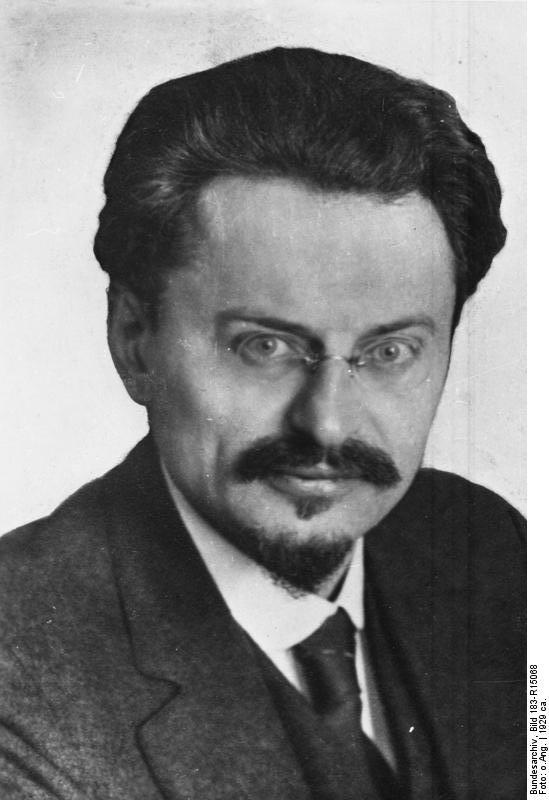 Bundesarchiv, Bild 183-R15068
Foto: o.Ang. | 1929 ca.